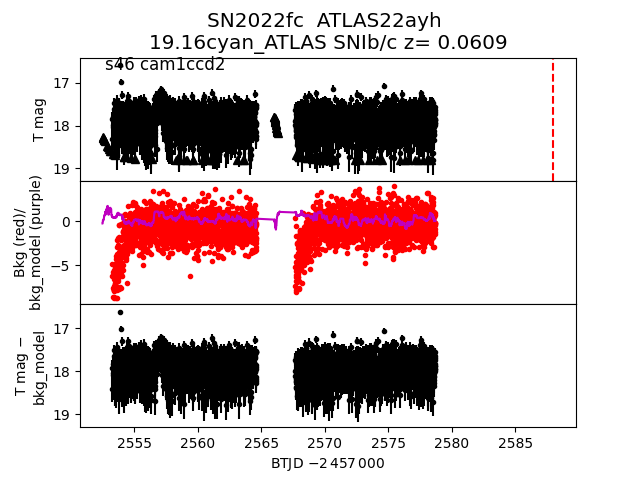 SN2022fc ATLAS22ayh
19.16cyan_ATLAS SNIb/c z= 0.0609
s46 cam1ccd2
T mag
17
18
19
Bkg (red)/
bkg_model (purple)
0
−5
T mag −
bkg_model
17
18
19
2555 2560 2565 2570 2575 2580 2585
BTJD −2 457 000